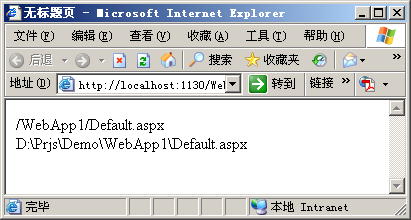 无标题页 - Microsoft Internet Explorer
文件(F) 编辑(E) 查看(V) 收藏(A) 工具(T) 帮助(H)
后退 搜索 收藏夹 »
地址(D) http://localhost:1130/Wel 转到 链接 »
/WebApp1/Default.aspx
D:\Prjs\Demo\WebApp1\Default.aspx
完毕 本地 Intranet